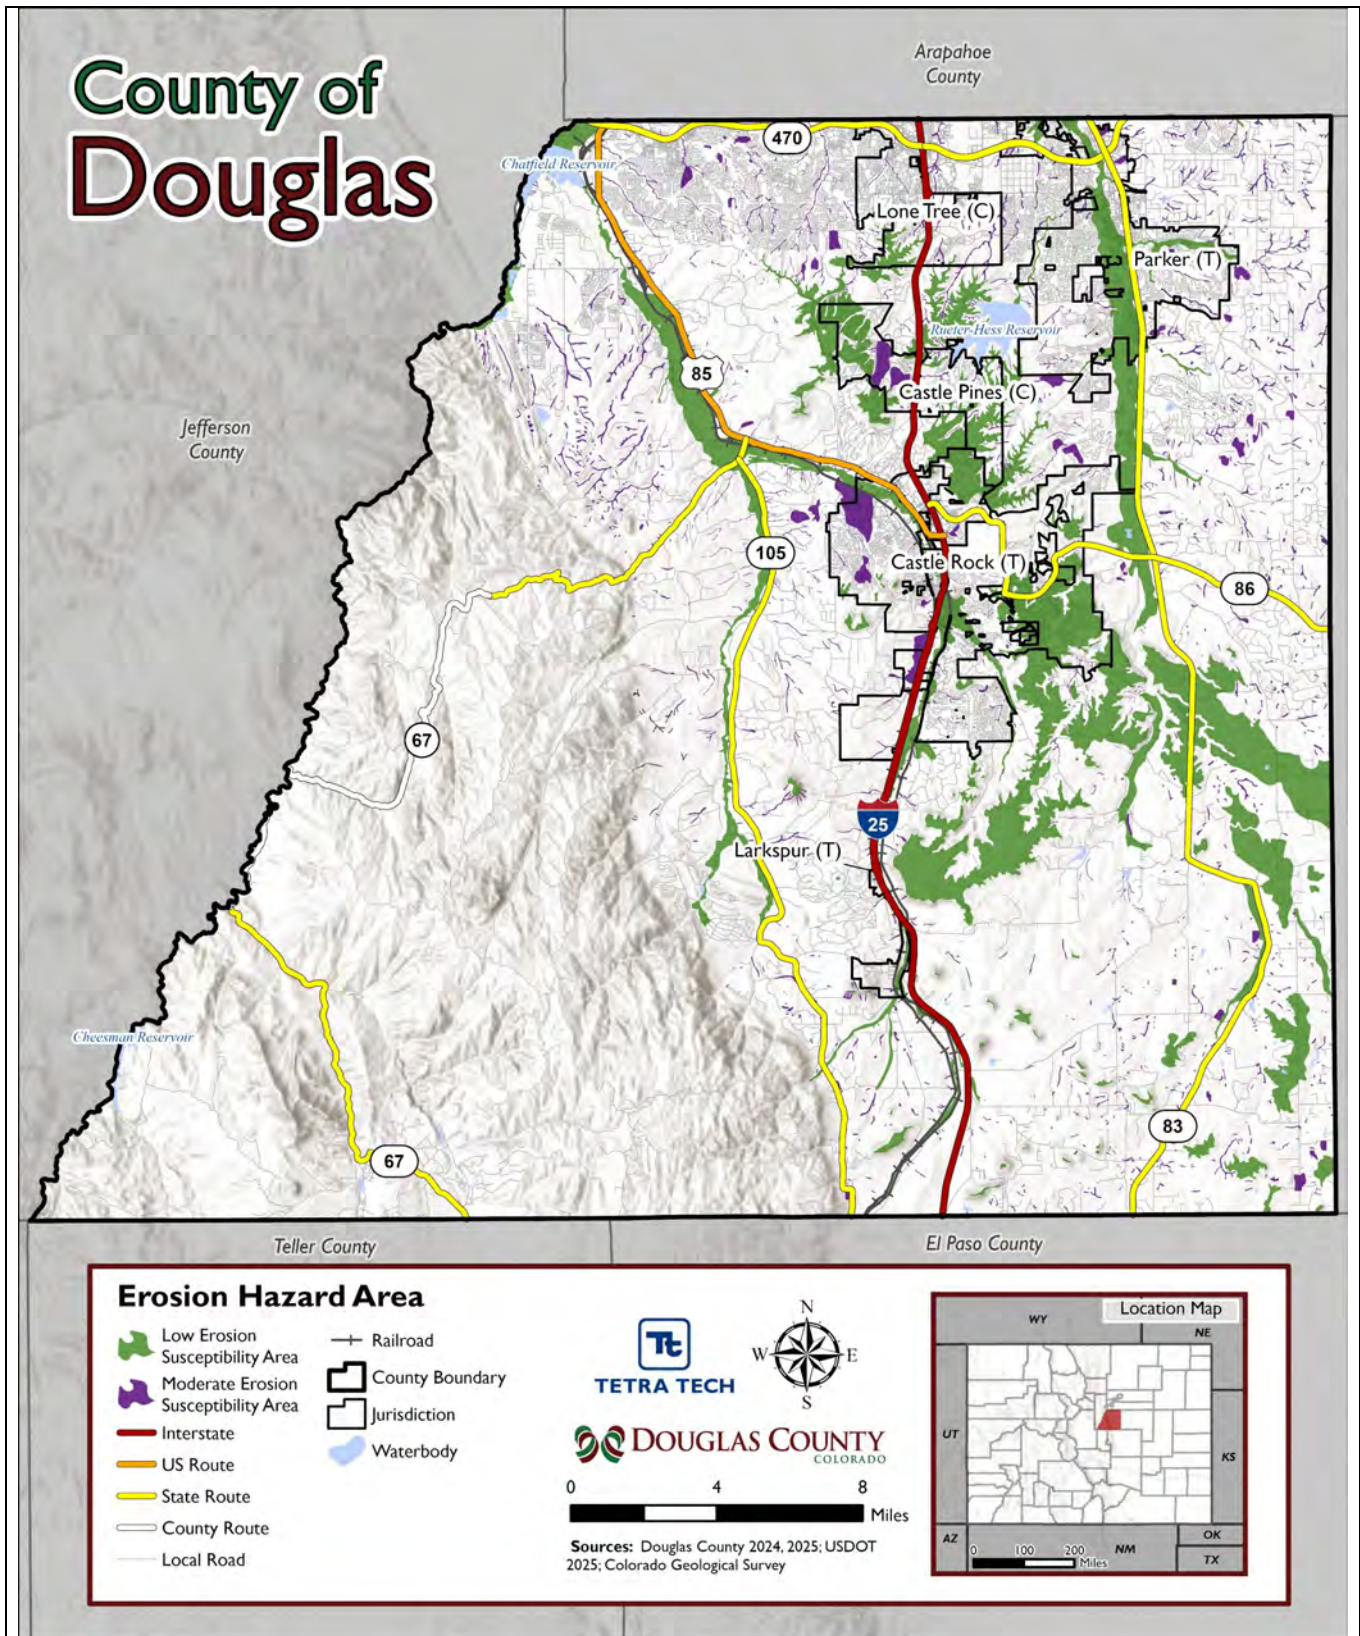 County of
Douglas
Arapahoe
County
470
Chatfield Reservoir
Lone Tree (C)
Parker (T)
Rueter-Hess Reservoir
85
Castle Pines (C)
Jefferson
County
105
Castle Rock (T)
86
67
25
Larkspur (T)
Cheesman Reservoir
83
67
Teller County
El Paso County
Erosion Hazard Area
Low Erosion
Susceptibility Area
Moderate Erosion
Susceptibility Area
Interstate
US Route
State Route
County Route
Local Road
Railroad
County Boundary
Jurisdiction
Waterbody
Tt
TETRA TECH
N
W E
S
DOUGLAS COUNTY
COLORADO
0 4 8
Miles
Sources: Douglas County 2024, 2025; USDOT
2025; Colorado Geological Survey
Location Map
WY
NE
UT
KS
AZ
NM
OK
TX
0 100 200
Miles